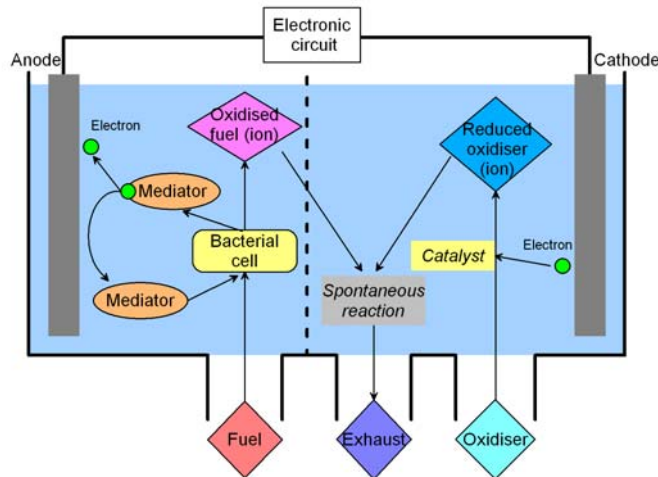 Electronic
circuit
Anode
Cathode
Electron
Oxidised
fuel (ion)
Reduced
oxidiser
(ion)
Mediator
Bacterial
cell
Catalyst
Electron
Mediator
Spontaneous
reaction
Fuel
Exhaust
Oxidiser